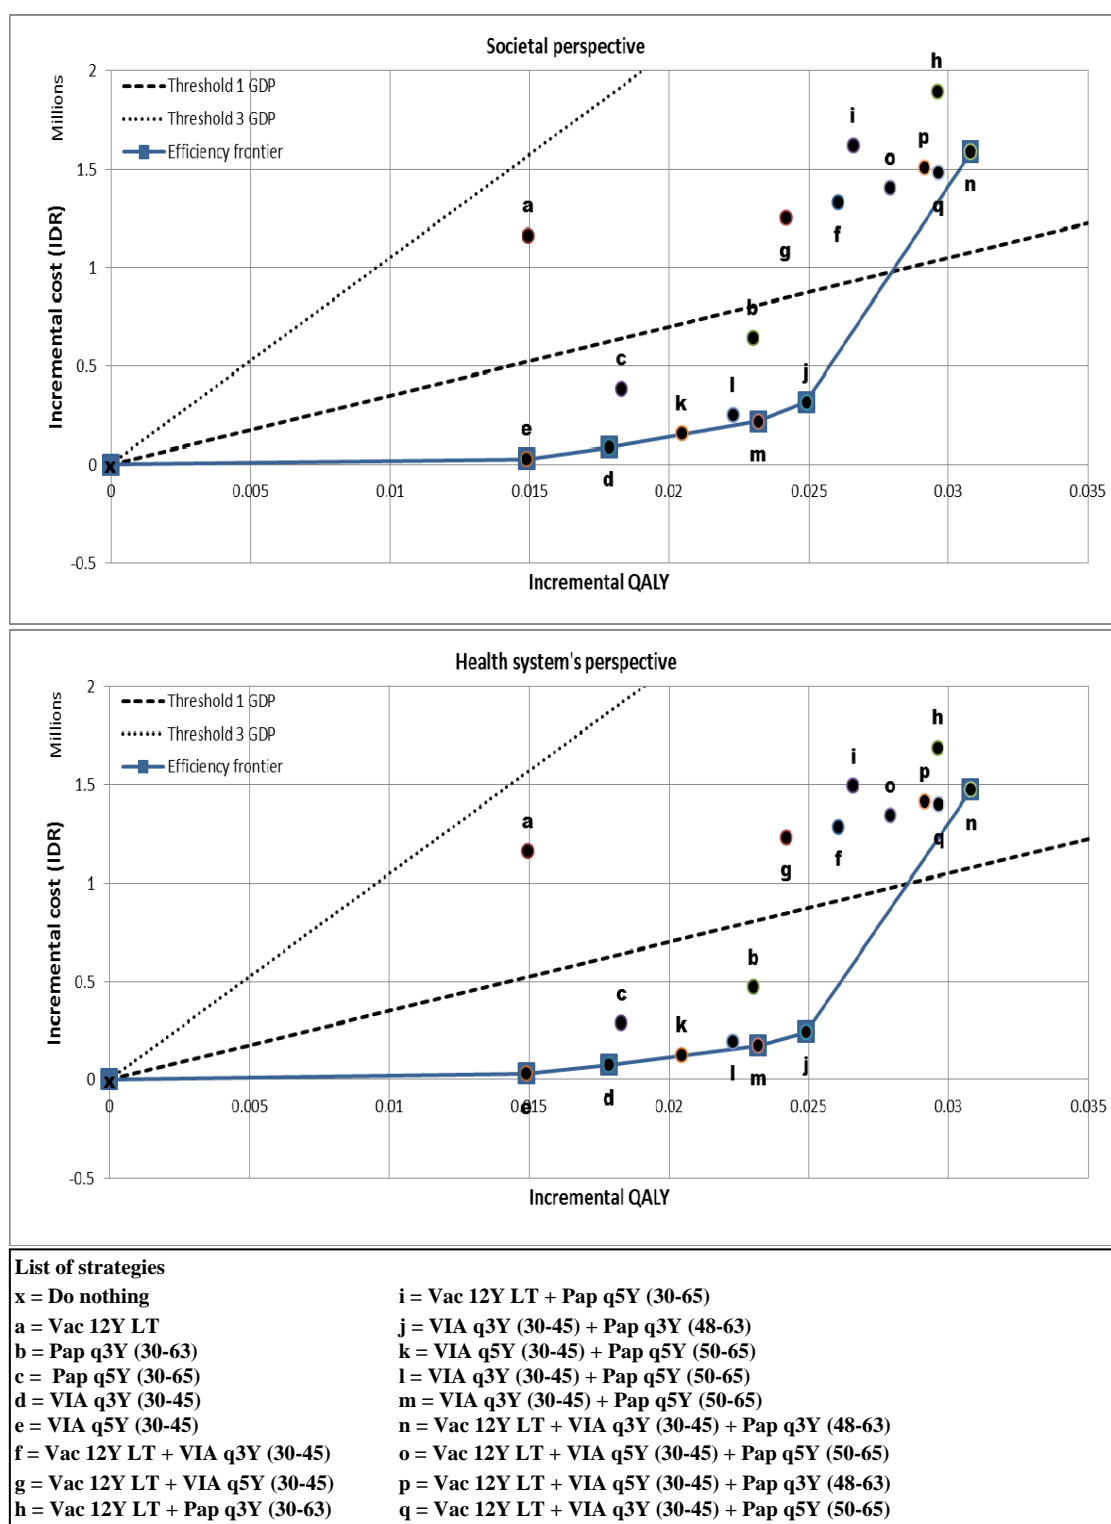 Societal perspective
Millions
Incremental cost (IDR)
Threshold 1 GDP
Threshold 3 GDP
Efficiency frontier
2
1.5
1
0.5
0
-0.5
h
i
p
o
a
n
q
f
g
b
c
l
j
k
e
m
d
x
0
0.005
0.01
0.015
0.02
0.025
0.03
0.035
Incremental QALY
Health system's perspective
Millions
Incremental cost (IDR)
Threshold 1 GDP
Threshold 3 GDP
Efficiency frontier
2
1.5
1
0.5
0
-0.5
h
i
p
o
a
n
q
f
g
b
c
k
j
l
m
d
e
x
0
0.005
0.01
0.015
0.02
0.025
0.03
0.035
Incremental QALY
List of strategies
x = Do nothing
a = Vac 12Y LT
b = Pap q3Y (30-63)
c = Pap q5Y (30-65)
d = VIA q3Y (30-45)
e = VIA q5Y (30-45)
f = Vac 12Y LT + VIA q3Y (30-45)
g = Vac 12Y LT + VIA q5Y (30-45)
h = Vac 12Y LT + Pap q3Y (30-63)
i = Vac 12Y LT + Pap q5Y (30-65)
j = VIA q3Y (30-45) + Pap q3Y (48-63)
k = VIA q5Y (30-45) + Pap q5Y (50-65)
l = VIA q3Y (30-45) + Pap q5Y (50-65)
m = VIA q3Y (30-45) + Pap q5Y (50-65)
n = Vac 12Y LT + VIA q3Y (30-45) + Pap q3Y (48-63)
o = Vac 12Y LT + VIA q5Y (30-45) + Pap q5Y (50-65)
p = Vac 12Y LT + VIA q5Y (30-45) + Pap q3Y (48-63)
q = Vac 12Y LT + VIA q3Y (30-45) + Pap q5Y (50-65)